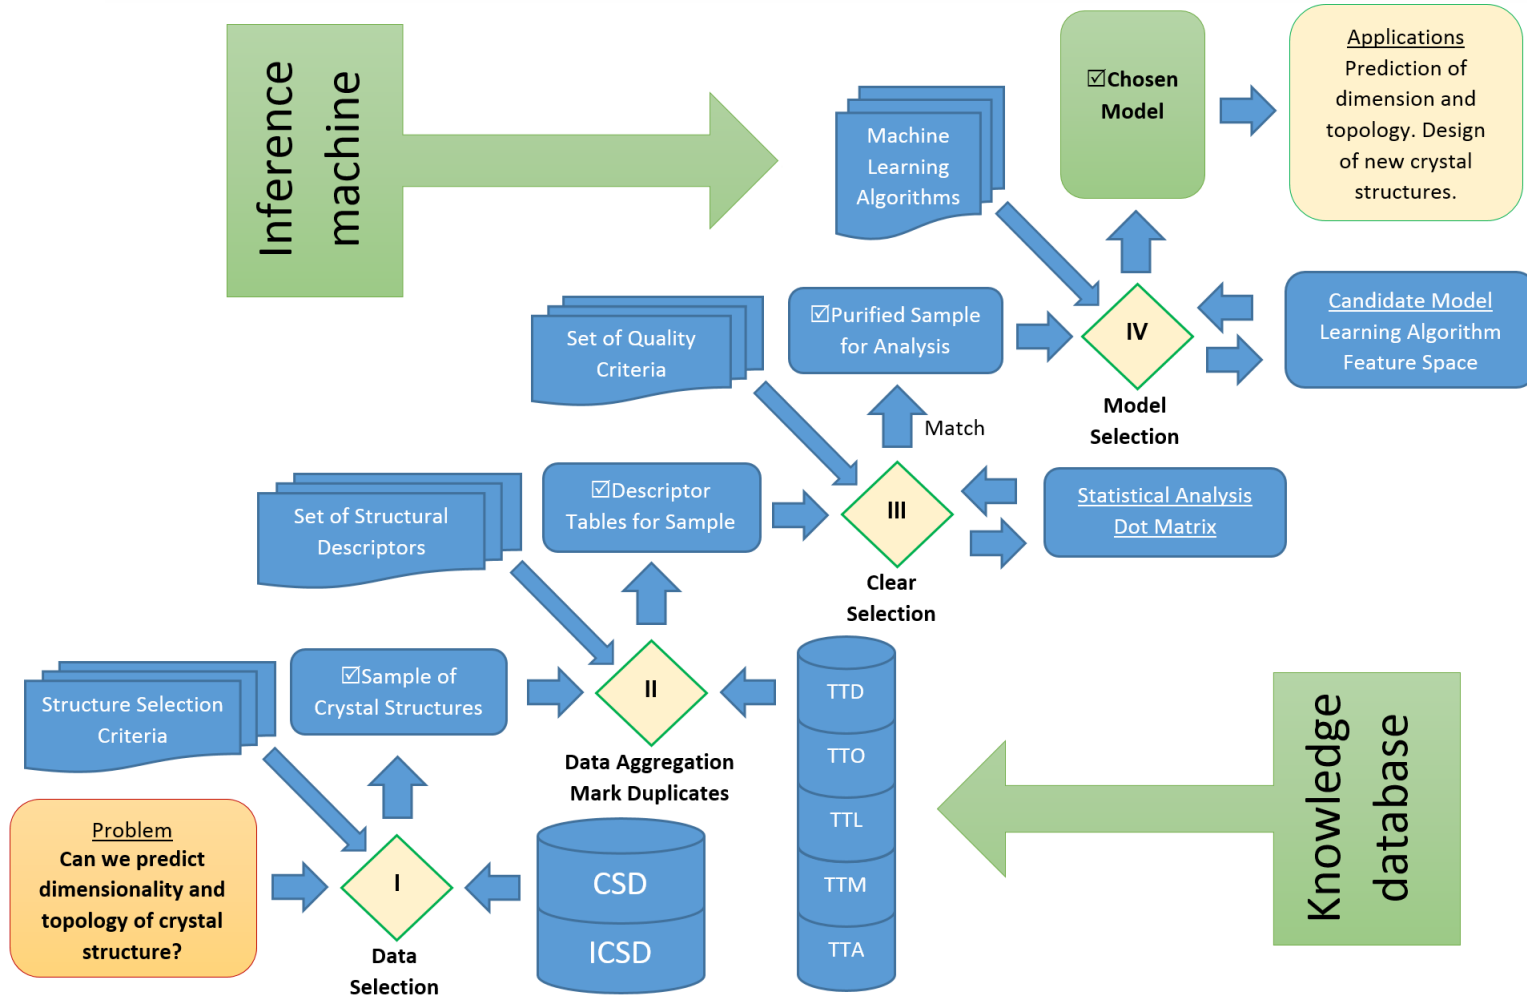 Inference
machine
☑Chosen
Model
Applications
Prediction of
dimension and
topology. Design
of new crystal
structures.
Machine
Learning
Algorithms
Set of Quality
Criteria
☑Purified Sample
for Analysis
IV
Model
Selection
Candidate Model
Learning Algorithm
Feature Space
Match
Set of Structural
Descriptors
☑Descriptor
Tables for Sample
III
Clear
Selection
Statistical Analysis
Dot Matrix
Structure Selection
Criteria
☑Sample of
Crystal Structures
II
Data Aggregation
Mark Duplicates
TTD
TTO
TTL
TTM
TTA
Knowledge
database
Problem
Can we predict
dimensionality and
topology of crystal
structure?
I
Data
Selection
CSD
ICSD